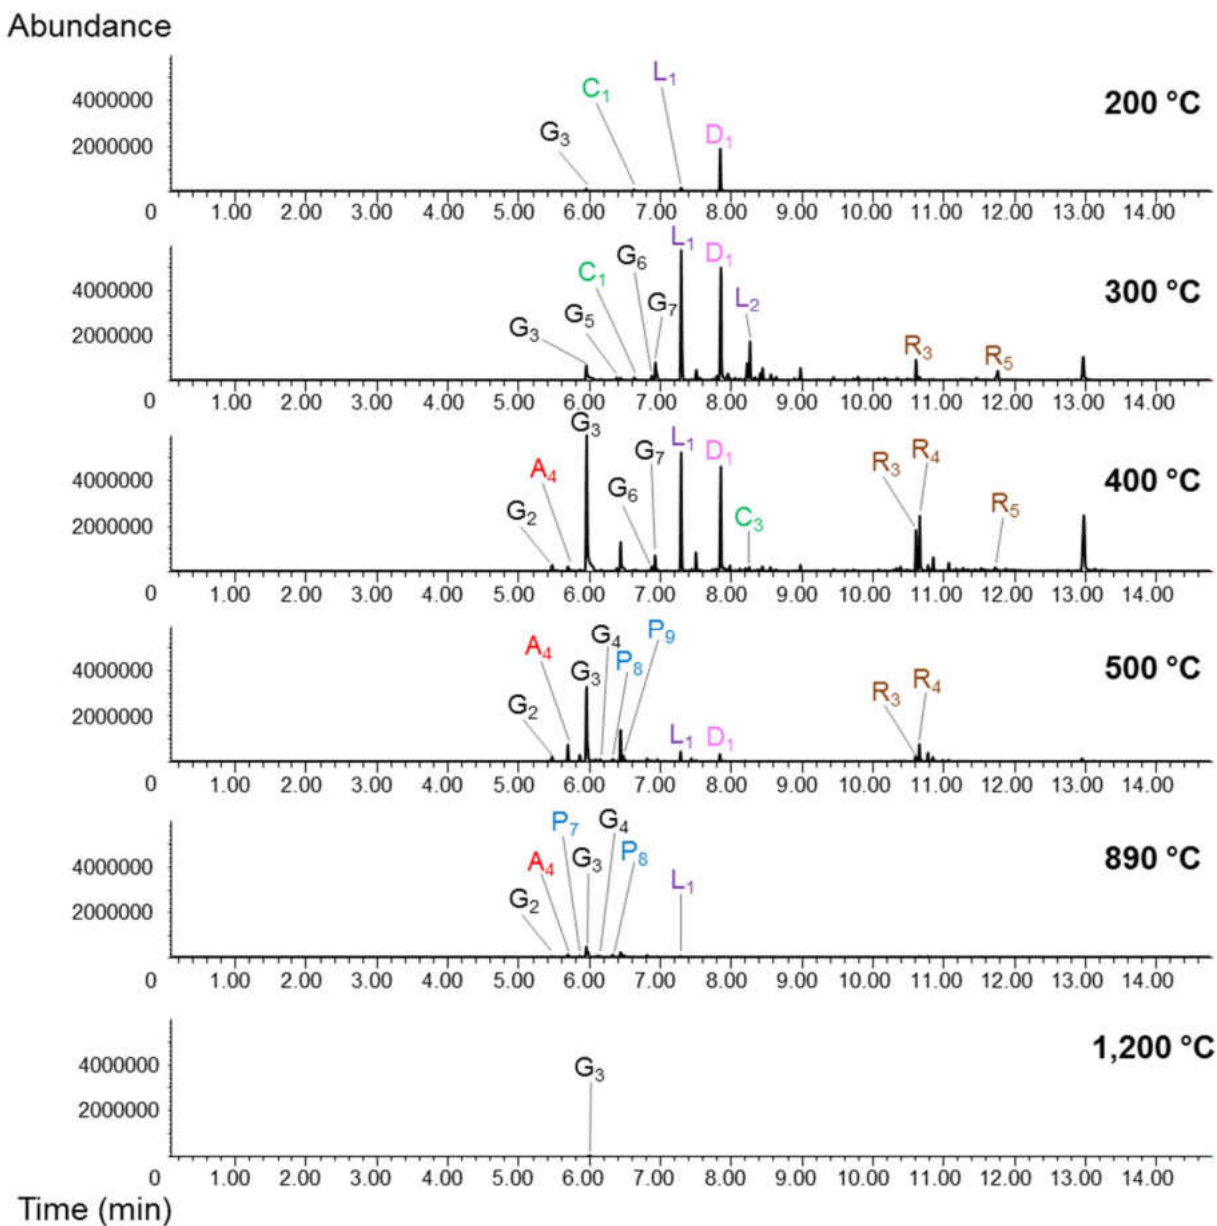 Abundance
L₁
C₁
200 °C
4000000
G₃
D₁
2000000
0 1.00 2.00 3.00 4.00 5.00 6.00 7.00 8.00 9.00 10.00 11.00 12.00 13.00 14.00
L₁
G₆
D₁
C₁
300 °C
4000000
G₇
L₂
G₅
G₃
2000000
R₃
R₅
0 1.00 2.00 3.00 4.00 5.00 6.00 7.00 8.00 9.00 10.00 11.00 12.00 13.00 14.00
G₃
L₁
G₇
D₁
R₄
R₃
A₄
400 °C
4000000
G₆
R₅
G₂
C₃
2000000
0 1.00 2.00 3.00 4.00 5.00 6.00 7.00 8.00 9.00 10.00 11.00 12.00 13.00 14.00
P₉
G₄
A₄
P₈
500 °C
4000000
G₃
R₃
R₄
G₂
2000000
L₁
D₁
0 1.00 2.00 3.00 4.00 5.00 6.00 7.00 8.00 9.00 10.00 11.00 12.00 13.00 14.00
P₇
G₄
P₈
A₄
G₃
890 °C
4000000
L₁
G₂
2000000
0 1.00 2.00 3.00 4.00 5.00 6.00 7.00 8.00 9.00 10.00 11.00 12.00 13.00 14.00
1,200 °C
4000000
G₃
2000000
0 1.00 2.00 3.00 4.00 5.00 6.00 7.00 8.00 9.00 10.00 11.00 12.00 13.00 14.00
Time (min)